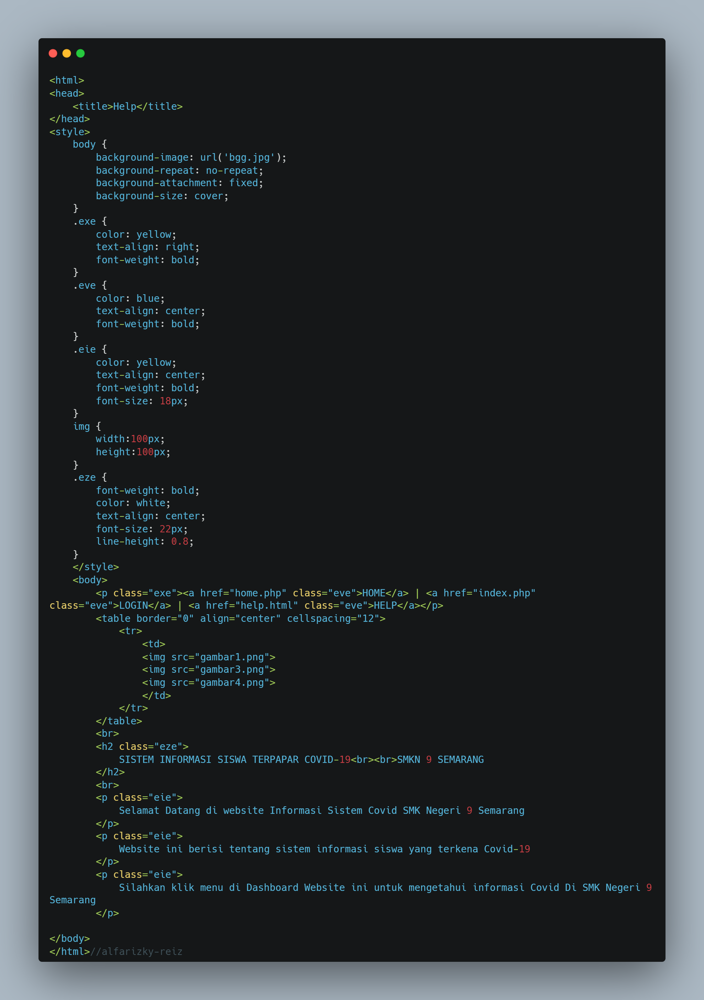 <html>
<head>
    <title>Help</title>
</head>
<style>
    body {
        background-image: url('bgg.jpg');
        background-repeat: no-repeat;
        background-attachment: fixed;
        background-size: cover;
    }
    .exe {
        color: yellow;
        text-align: right;
        font-weight: bold;
    }
    .eve {
        color: blue;
        text-align: center;
        font-weight: bold;
    }
    .eie {
        color: yellow;
        text-align: center;
        font-weight: bold;
        font-size: 18px;
    }
    img {
        width:100px;
        height:100px;
    }
    .eze {
        font-weight: bold;
        color: white;
        text-align: center;
        font-size: 22px;
        line-height: 0.8;
    }
    </style>
    <body>
        <p class="exe"><a href="home.php" class="eve">HOME</a> | <a href="index.php"
class="eve">LOGIN</a> | <a href="help.html" class="eve">HELP</a></p>
        <table border="0" align="center" cellspacing="12">
            <tr>
                <td>
                <img src="gambar1.png">
                <img src="gambar3.png">
                <img src="gambar4.png">
                </td>
            </tr>
        </table>
        <br>
        <h2 class="eze">
            SISTEM INFORMASI SISWA TERPAPAR COVID-19<br><br>SMKN 9 SEMARANG
        </h2>
        <br>
        <p class="eie">
            Selamat Datang di website Informasi Sistem Covid SMK Negeri 9 Semarang
        </p>
        <p class="eie">
            Website ini berisi tentang sistem informasi siswa yang terkena Covid-19
        </p>
        <p class="eie">
            Silahkan klik menu di Dashboard Website ini untuk mengetahui informasi Covid Di SMK Negeri 9
Semarang
        </p>

</body>
</html>//alfarizky-reiz